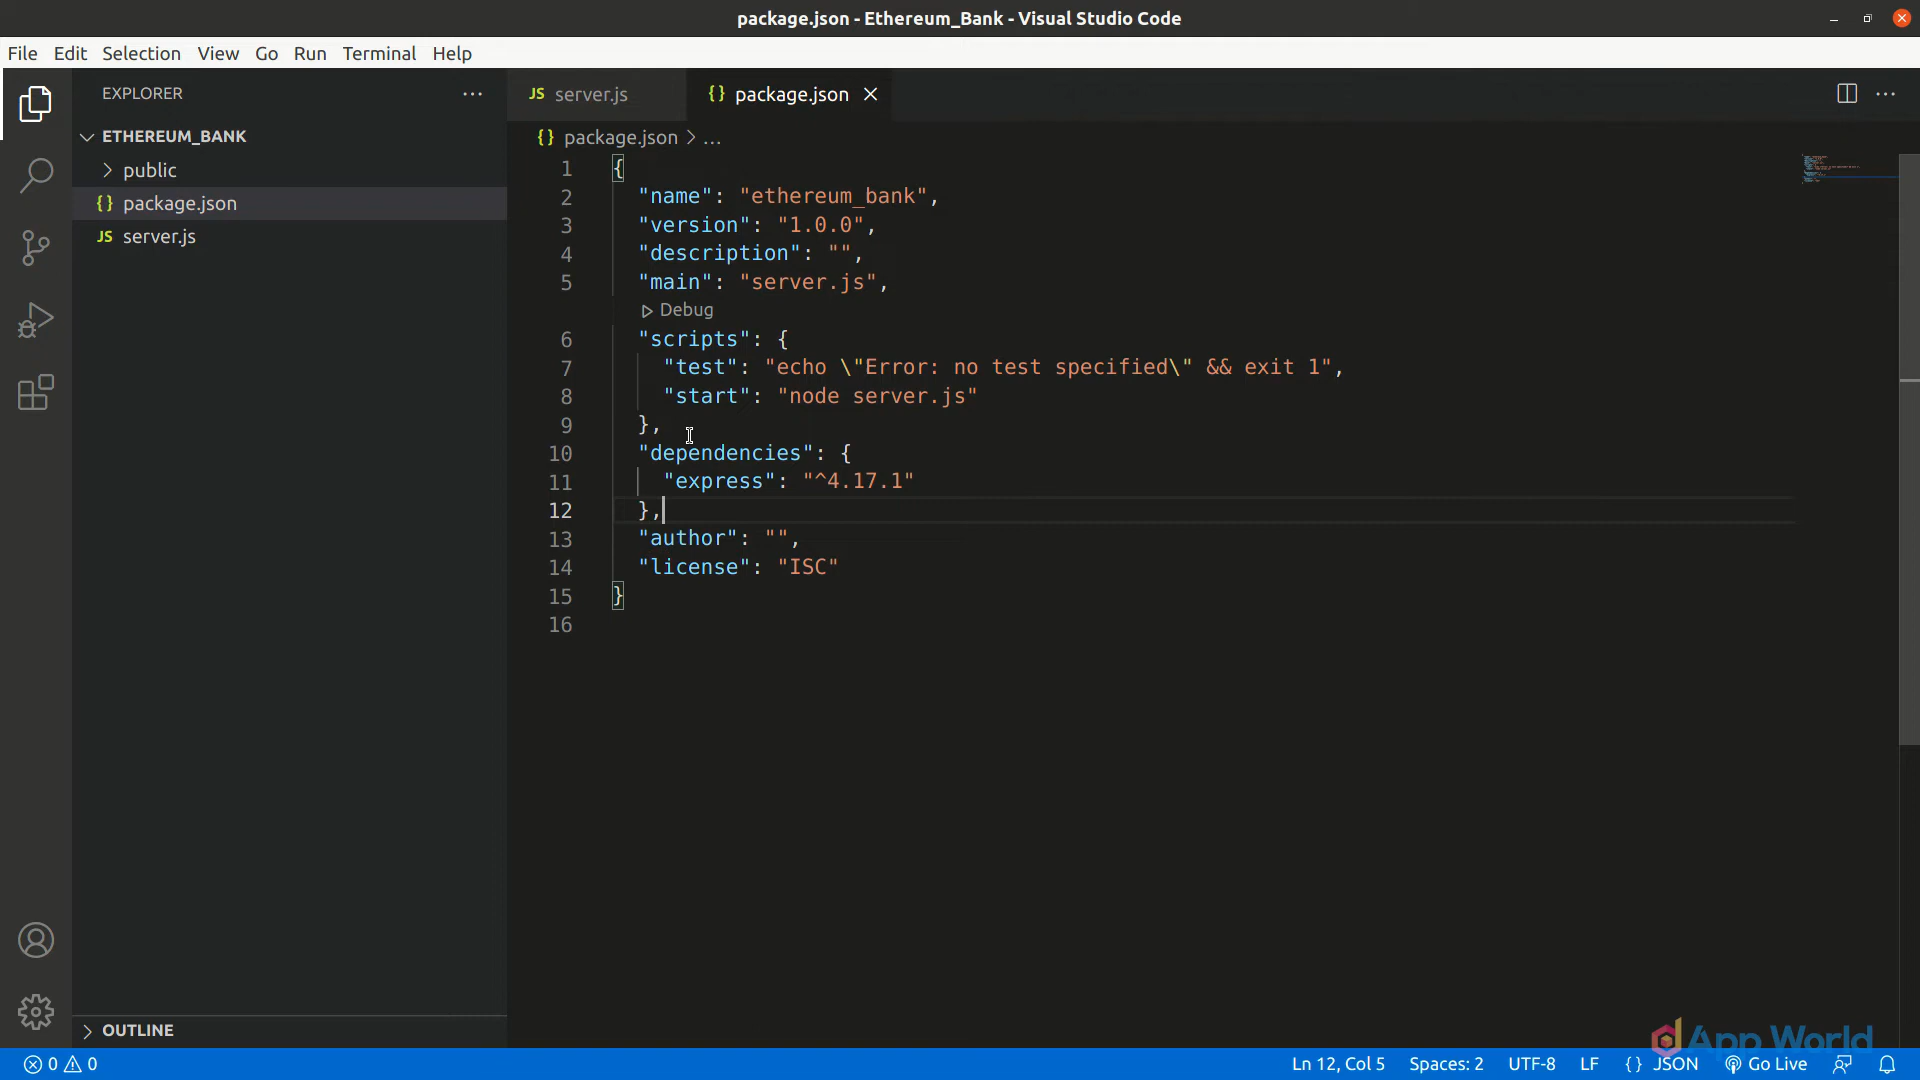 package.json - Ethereum_Bank - Visual Studio Code
File Edit Selection View Go Run Terminal Help
EXPLORER
ETHEREUM_BANK
public
{} package.json
JS server.js
OUTLINE
JS server.js {} package.json
{} package.json > ...
1 {
2 "name": "ethereum_bank",
3 "version": "1.0.0",
4 "description": "",
5 "main": "server.js",
Debug
6 "scripts": {
7 "test": "echo \"Error: no test specified\" && exit 1",
8 "start": "node server.js"
9 },
10 "dependencies": {
11 "express": "^4.17.1"
12 },
13 "author": "",
14 "license": "ISC"
15 }
16
App World
0 0 Ln 12, Col 5 Spaces: 2 UTF-8 LF {} JSON Go Live